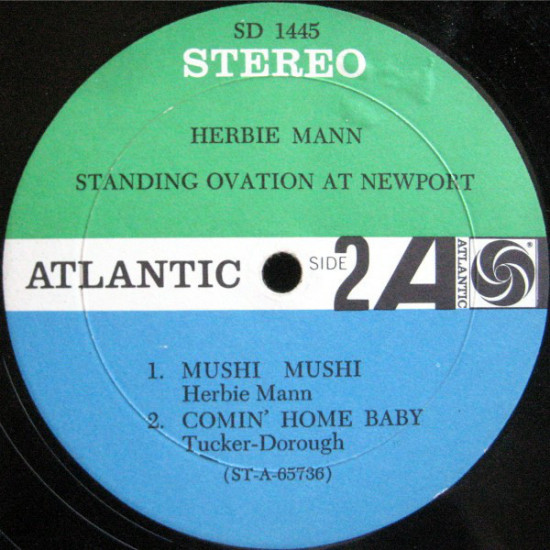 SD 1445
STEREO
HERBIE MANN
STANDING OVATION AT NEWPORT
ATLANTIC SIDE 2 A ATLANTIC
1. MUSHI MUSHI
Herbie Mann
2. COMIN' HOME BABY
Tucker-Dorough
(ST-A-65736)